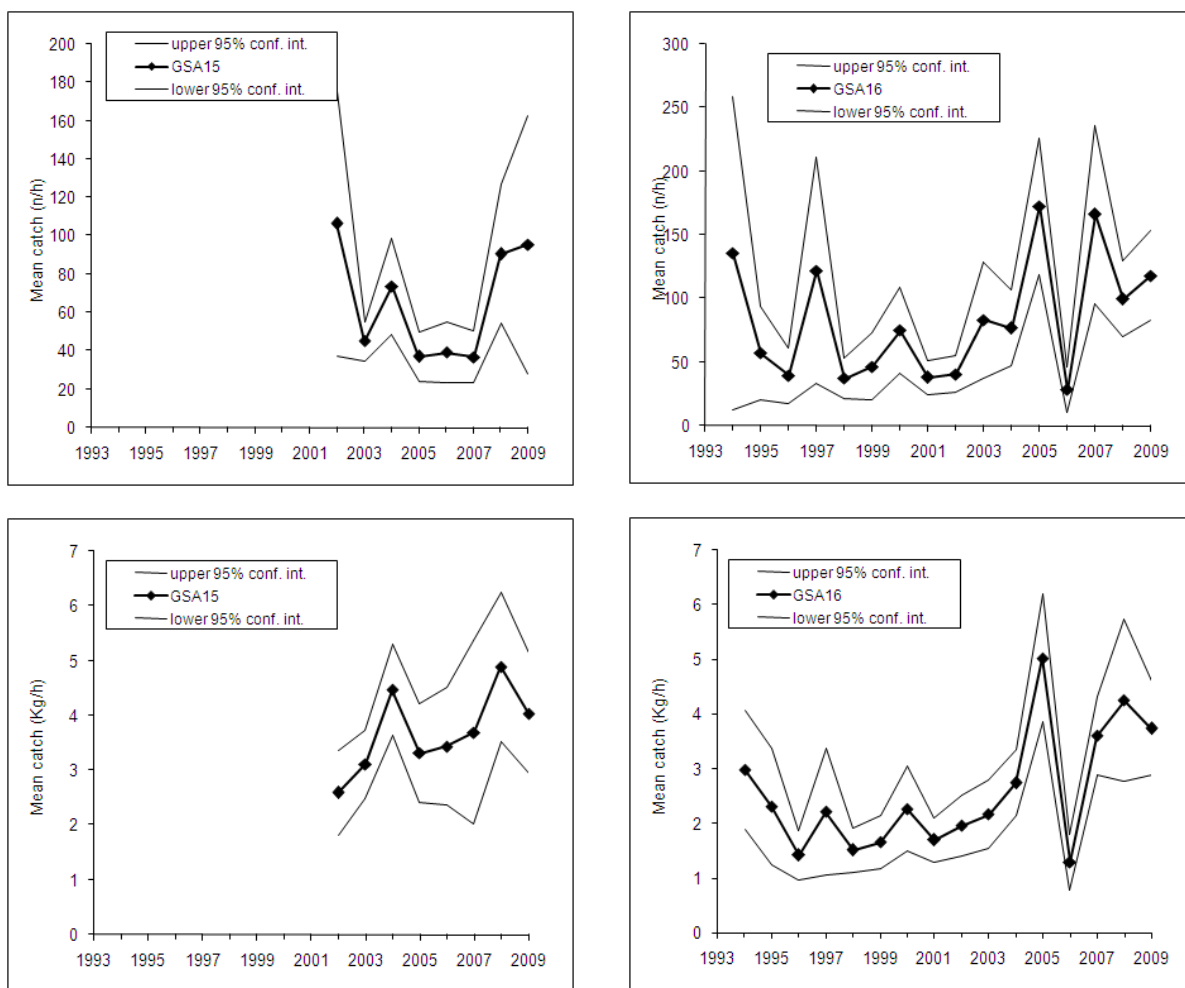 200
180
160
140
120
100
80
60
40
20
0
Mean catch (n/h)
upper 95% conf. int.
GSA15
lower 95% conf. int.
1993 1995 1997 1999 2001 2003 2005 2007 2009
300
250
200
150
100
50
0
Mean catch (n/h)
upper 95% conf. int.
GSA16
lower 95% conf. int.
1993 1995 1997 1999 2001 2003 2005 2007 2009
7
6
5
4
3
2
1
0
Mean catch (Kg/h)
upper 95% conf. int.
GSA15
lower 95% conf. int.
1993 1995 1997 1999 2001 2003 2005 2007 2009
7
6
5
4
3
2
1
0
Mean catch (Kg/h)
upper 95% conf. int.
GSA16
lower 95% conf. int.
1993 1995 1997 1999 2001 2003 2005 2007 2009